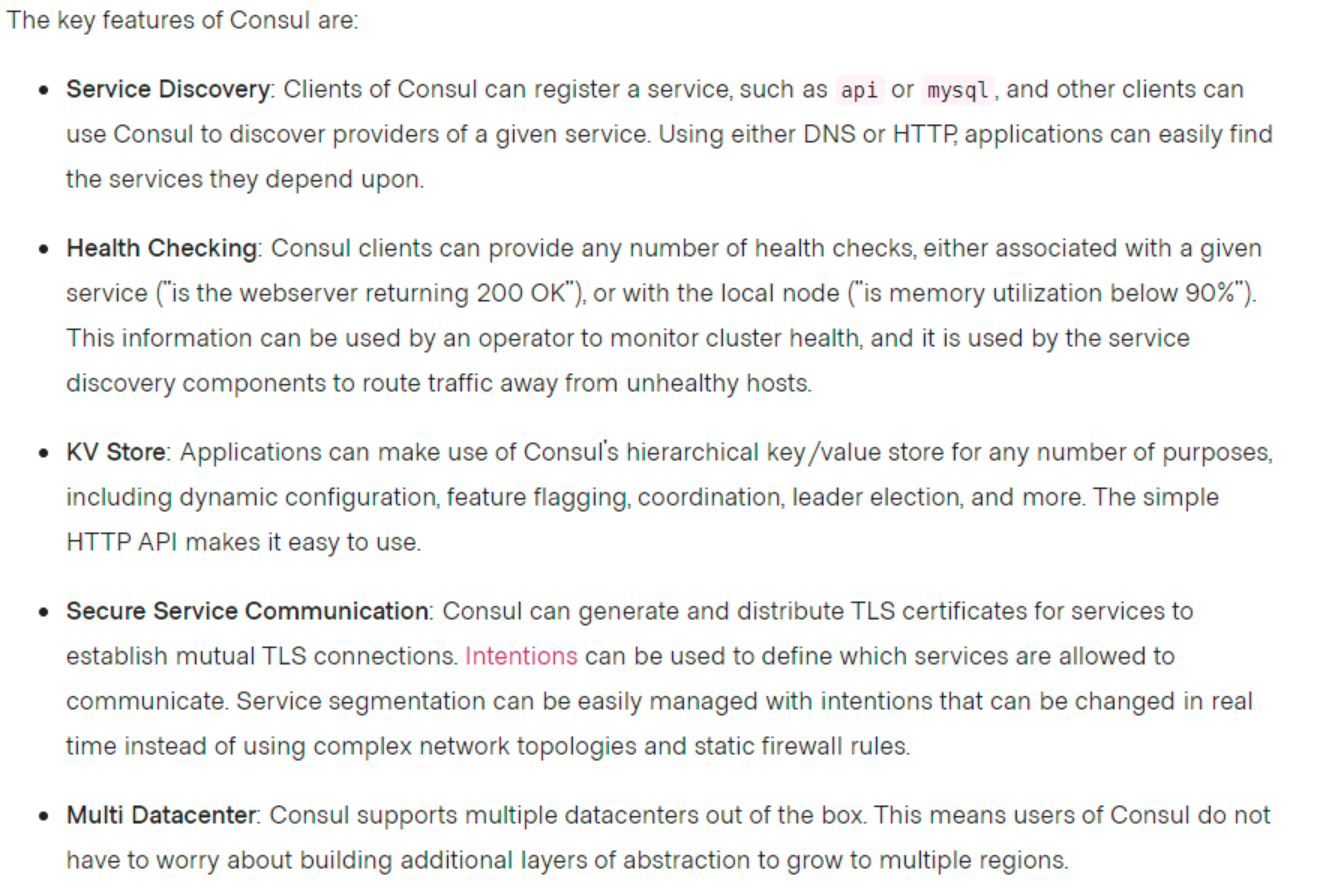 The key features of Consul are:
• Service Discovery: Clients of Consul can register a service, such as api or mysql, and other clients can
use Consul to discover providers of a given service. Using either DNS or HTTP, applications can easily find
the services they depend upon.
• Health Checking: Consul clients can provide any number of health checks, either associated with a given
service ("is the webserver returning 200 OK"), or with the local node ("is memory utilization below 90%").
This information can be used by an operator to monitor cluster health, and it is used by the service
discovery components to route traffic away from unhealthy hosts.
• KV Store: Applications can make use of Consul's hierarchical key/value store for any number of purposes,
including dynamic configuration, feature flagging, coordination, leader election, and more. The simple
HTTP API makes it easy to use.
• Secure Service Communication: Consul can generate and distribute TLS certificates for services to
establish mutual TLS connections. Intentions can be used to define which services are allowed to
communicate. Service segmentation can be easily managed with intentions that can be changed in real
time instead of using complex network topologies and static firewall rules.
• Multi Datacenter: Consul supports multiple datacenters out of the box. This means users of Consul do not
have to worry about building additional layers of abstraction to grow to multiple regions.